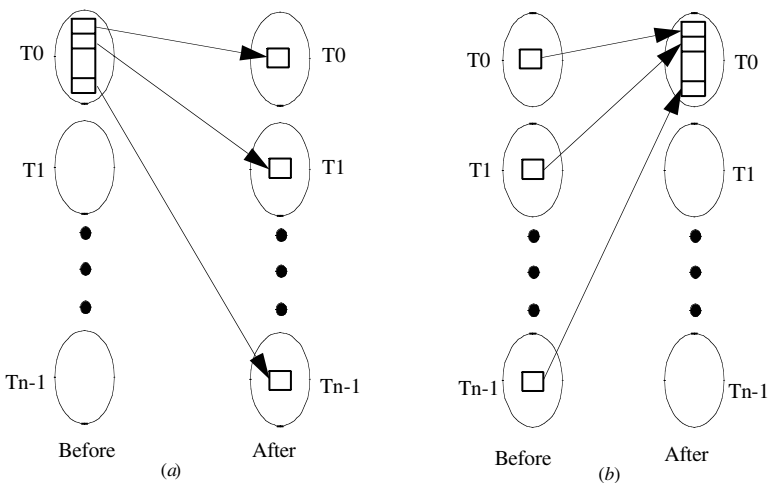 T0
T0
T1
T1
Tn-1
Tn-1
Before
After
(a)
T0
T0
T1
T1
Tn-1
Tn-1
Before
After
(b)